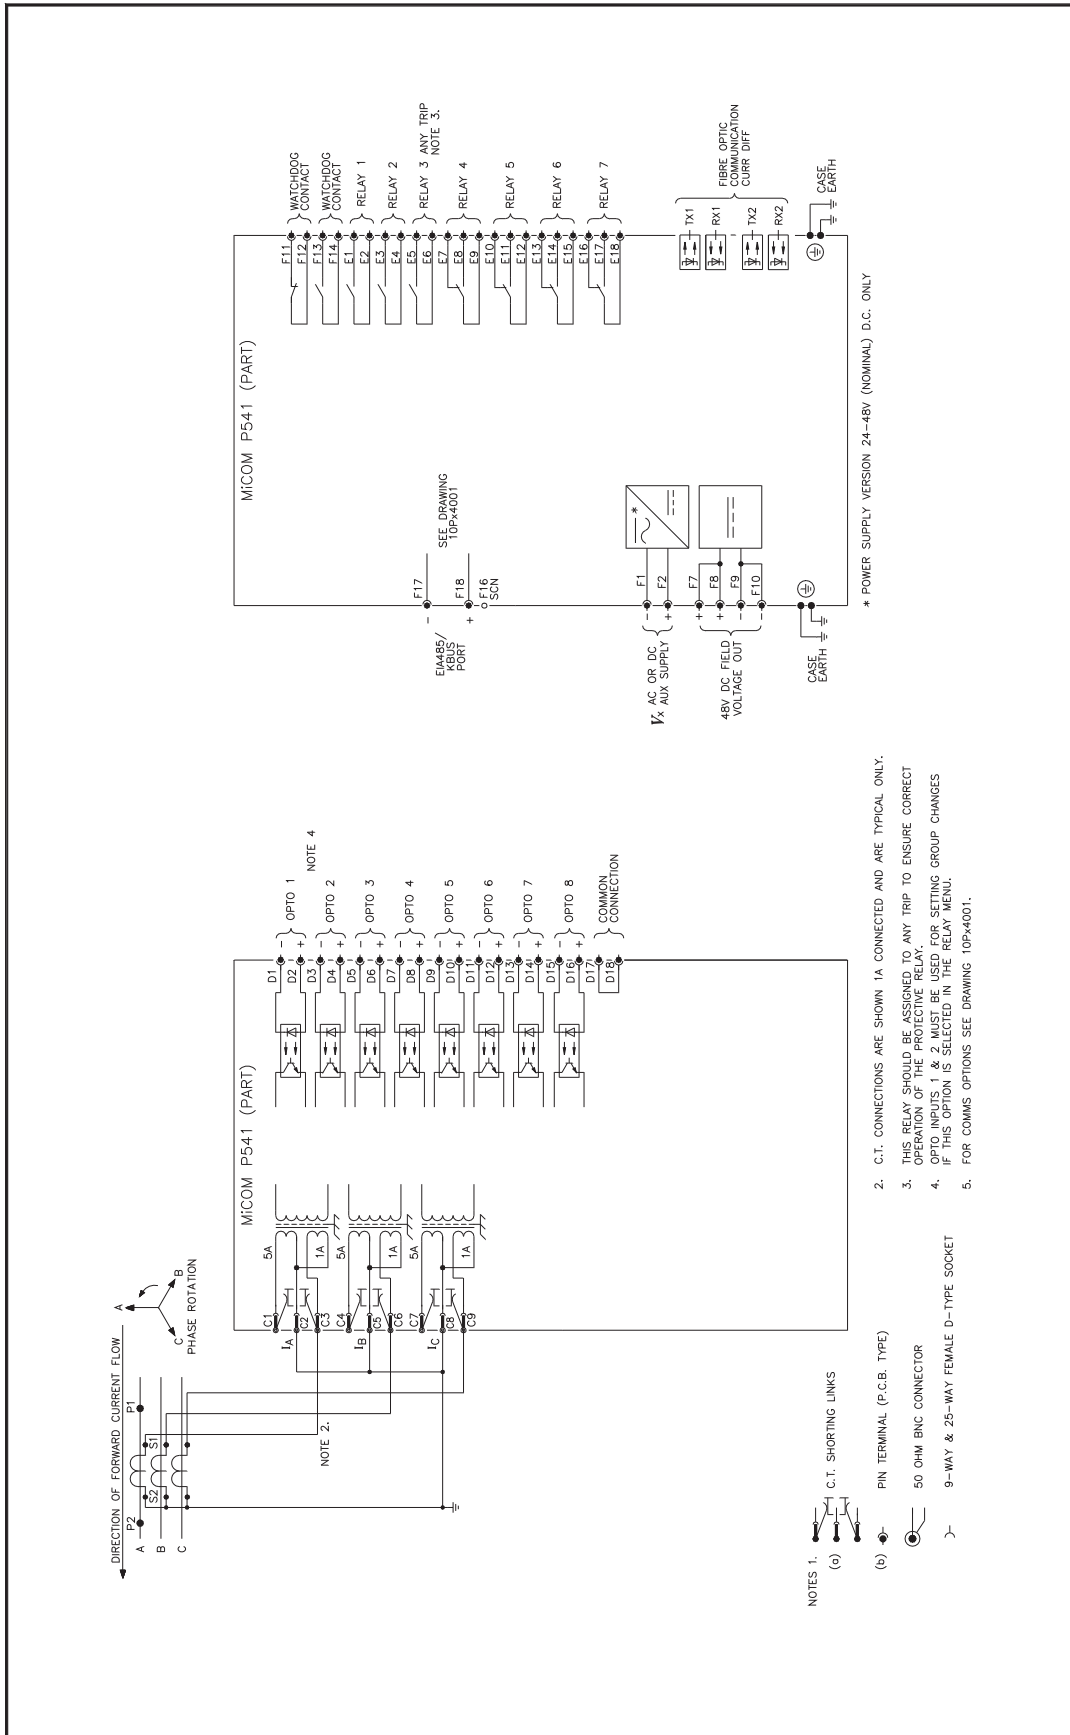 DIRECTION OF FORWARD CURRENT FLOW
P2
P1
A
B
C
S2
S1
A
B
C
PHASE ROTATION
NOTE 2.
MiCOM P541 (PART)
IA
IB
IC
C1
C2
C3
C4
C5
C6
C7
C8
C9
5A
1A
5A
1A
5A
1A
D1
D2
D3
D4
D5
D6
D7
D8
D9
D10
D11
D12
D13
D14
D15
D16
D17
D18
-
+
-
+
-
+
-
+
-
+
-
+
-
+
-
+
OPTO 1
NOTE 4
OPTO 2
OPTO 3
OPTO 4
OPTO 5
OPTO 6
OPTO 7
OPTO 8
COMMON
CONNECTION
MiCOM P541 (PART)
EIA485/
KBUS
PORT
-
+
F17
F18
F16
SCN
SEE DRAWING
10Px4001
Vx
AC OR DC
AUX SUPPLY
-
+
F1
F2
*
48V DC FIELD
VOLTAGE OUT
+
+
-
-
F7
F8
F9
F10
CASE
EARTH
F11
F12
F13
F14
E1
E2
E3
E4
E5
E6
E7
E8
E9
E10
E11
E12
E13
E14
E15
E16
E17
E18
WATCHDOG
CONTACT
WATCHDOG
CONTACT
RELAY 1
RELAY 2
RELAY 3 ANY TRIP
NOTE 3.
RELAY 4
RELAY 5
RELAY 6
RELAY 7
TX1
RX1
TX2
RX2
FIBRE OPTIC
COMMUNICATION
CURR DIFF
CASE
EARTH
* POWER SUPPLY VERSION 24-48V (NOMINAL) D.C. ONLY
NOTES 1.
(a)
C.T. SHORTING LINKS
(b)
PIN TERMINAL (P.C.B. TYPE)
50 OHM BNC CONNECTOR
9-WAY & 25-WAY FEMALE D-TYPE SOCKET
2. C.T. CONNECTIONS ARE SHOWN 1A CONNECTED AND ARE TYPICAL ONLY.
3. THIS RELAY SHOULD BE ASSIGNED TO ANY TRIP TO ENSURE CORRECT
OPERATION OF THE PROTECTIVE RELAY.
4. OPTO INPUTS 1 & 2 MUST BE USED FOR SETTING GROUP CHANGES
IF THIS OPTION IS SELECTED IN THE RELAY MENU.
5. FOR COMMS OPTIONS SEE DRAWING 10Px4001.